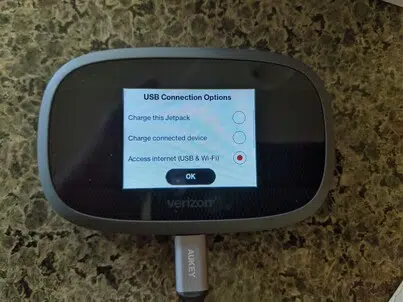 USB Connection Options
Charge this Jetpack
Charge connected device
Access internet (USB & Wi-Fi)
OK
verizon
AUKEY